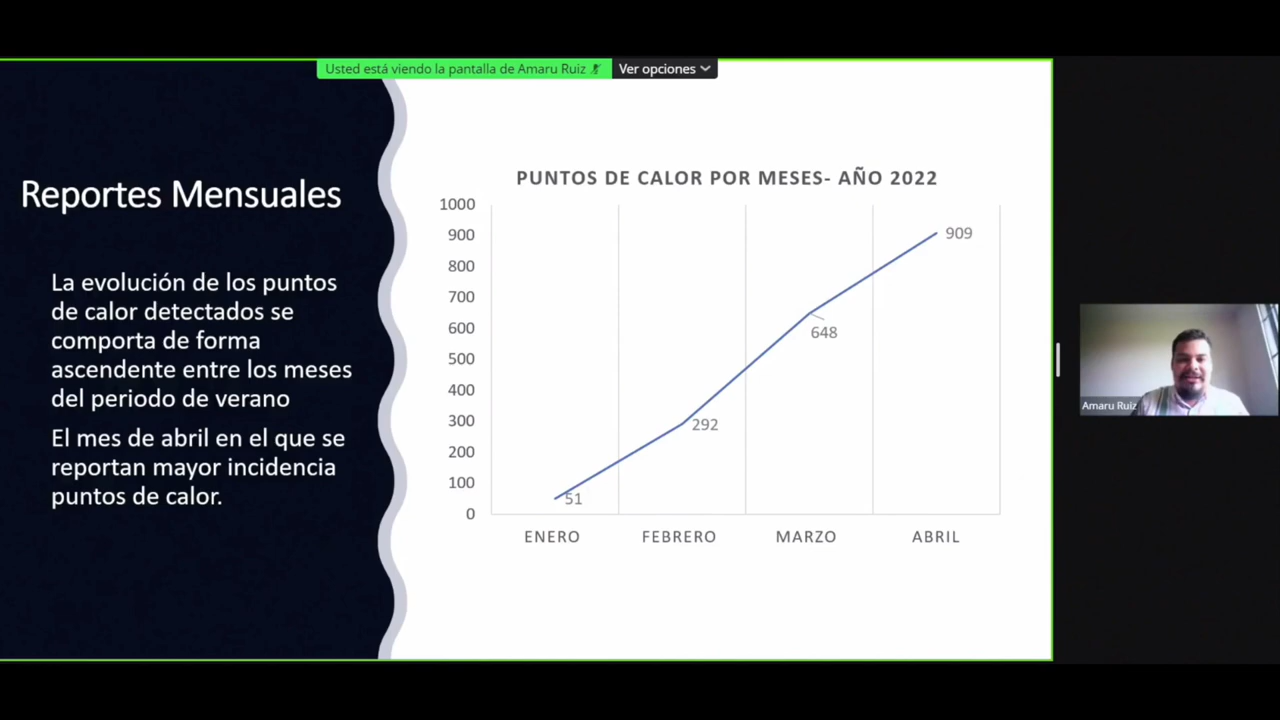 Usted está viendo la pantalla de Amaru Ruiz
Ver opciones
Reportes Mensuales
La evolución de los puntos
de calor detectados se
comporta de forma
ascendente entre los meses
del periodo de verano
El mes de abril en el que se
reportan mayor incidencia
puntos de calor.
PUNTOS DE CALOR POR MESES- AÑO 2022
1000
900
800
700
600
500
400
300
200
100
0
51
292
648
909
ENERO FEBRERO MARZO ABRIL
Amaru Ruiz